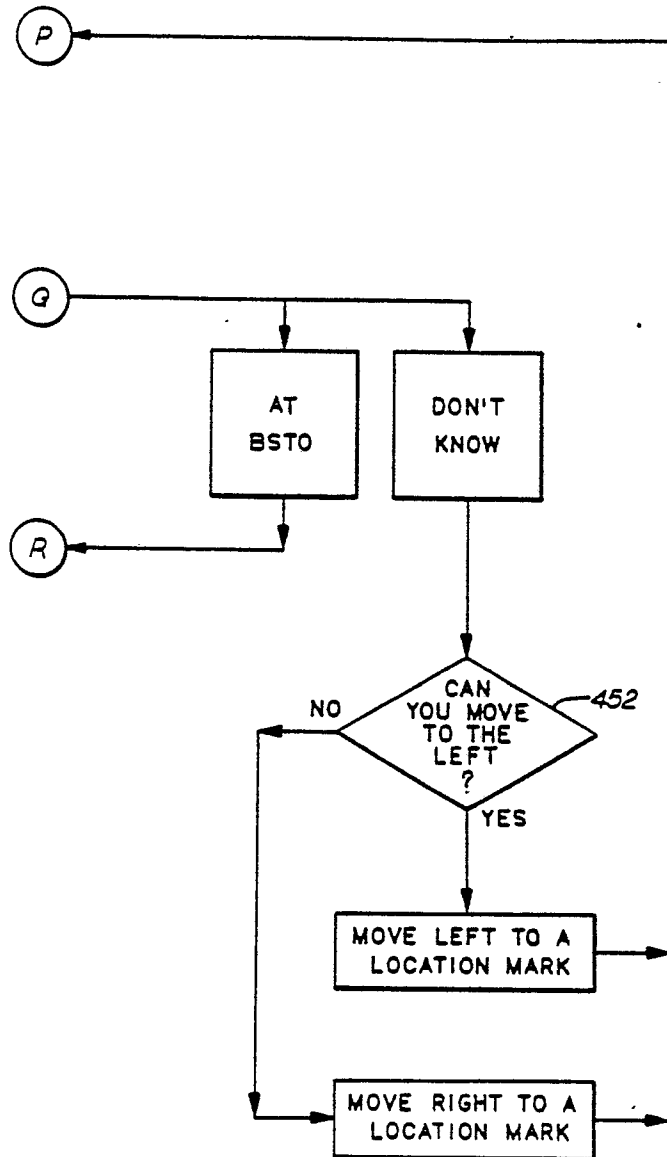 P
Q
AT
BSTO
DON'T
KNOW
R
CAN
YOU MOVE
TO THE
LEFT
?
452
NO
YES
MOVE LEFT TO A
LOCATION MARK
MOVE RIGHT TO A
LOCATION MARK